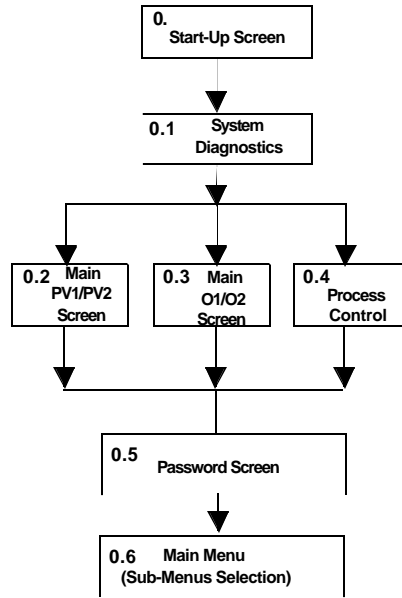 0.
Start-Up Screen
0.1 System
Diagnostics
0.2 Main
PV1/PV2
Screen
0.3 Main
O1/O2
Screen
0.4
Process
Control
0.5
Password Screen
0.6 Main Menu
(Sub-Menus Selection)